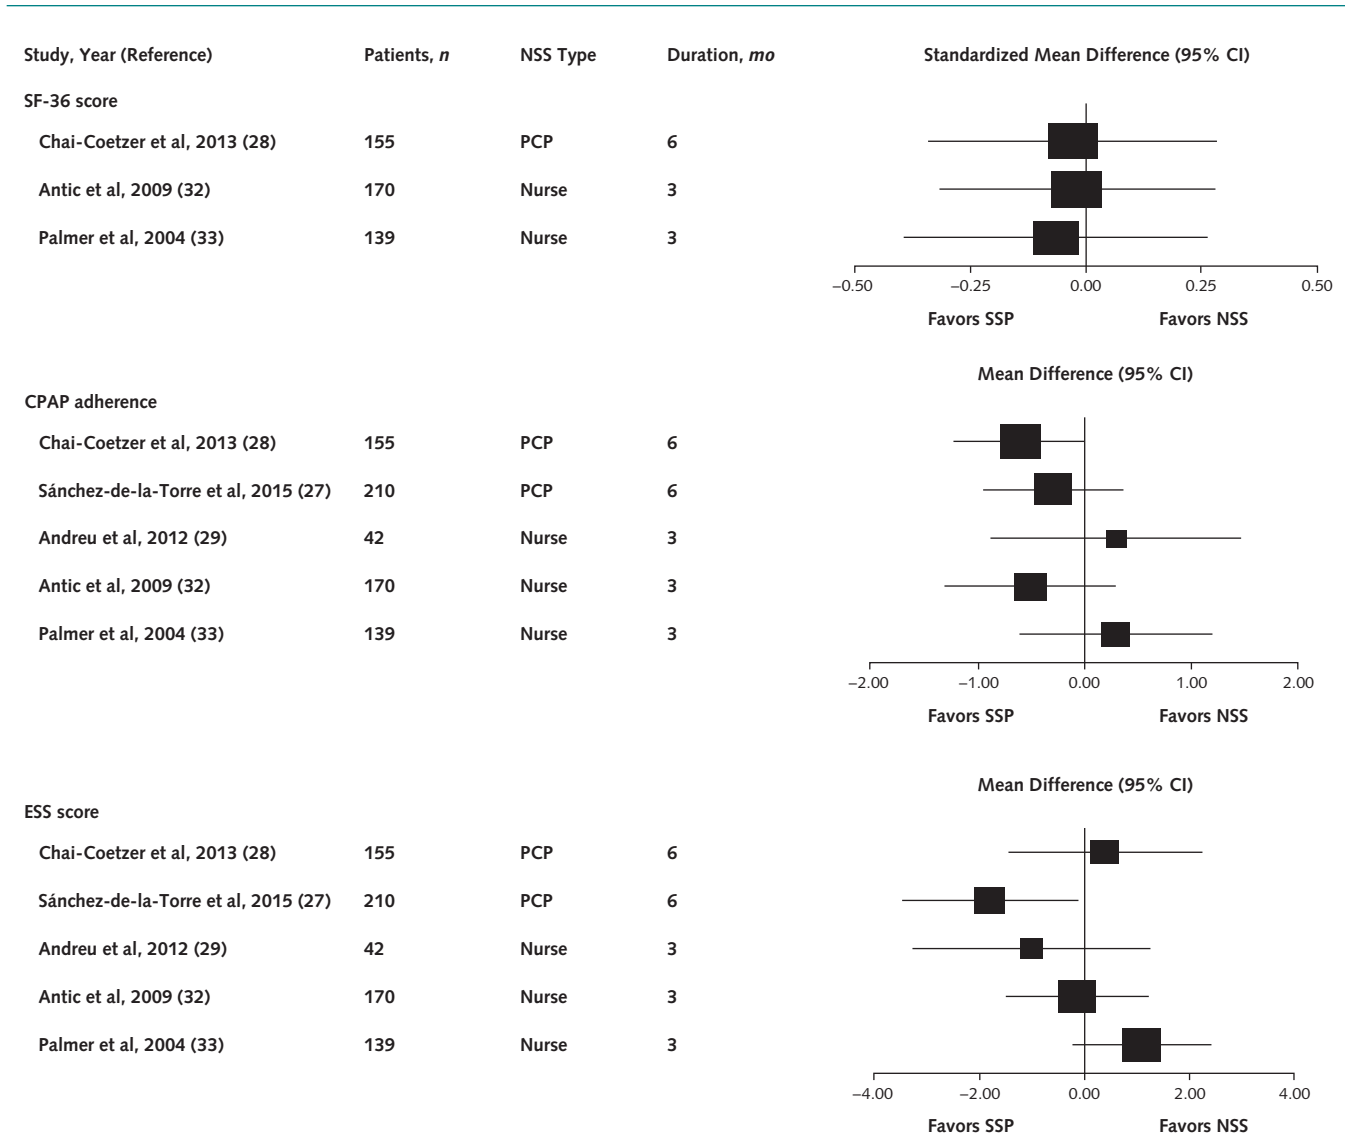 Study, Year (Reference) Patients, n NSS Type Duration, mo Standardized Mean Difference (95% CI)
SF-36 score
Chai-Coetzer et al, 2013 (28) 155 PCP 6
Antic et al, 2009 (32) 170 Nurse 3
Palmer et al, 2004 (33) 139 Nurse 3
–0.50 –0.25 0.00 0.25 0.50
Favors SSP Favors NSS
Mean Difference (95% CI)
CPAP adherence
Chai-Coetzer et al, 2013 (28) 155 PCP 6
Sánchez-de-la-Torre et al, 2015 (27) 210 PCP 6
Andreu et al, 2012 (29) 42 Nurse 3
Antic et al, 2009 (32) 170 Nurse 3
Palmer et al, 2004 (33) 139 Nurse 3
–2.00 –1.00 0.00 1.00 2.00
Favors SSP Favors NSS
Mean Difference (95% CI)
ESS score
Chai-Coetzer et al, 2013 (28) 155 PCP 6
Sánchez-de-la-Torre et al, 2015 (27) 210 PCP 6
Andreu et al, 2012 (29) 42 Nurse 3
Antic et al, 2009 (32) 170 Nurse 3
Palmer et al, 2004 (33) 139 Nurse 3
–4.00 –2.00 0.00 2.00 4.00
Favors SSP Favors NSS